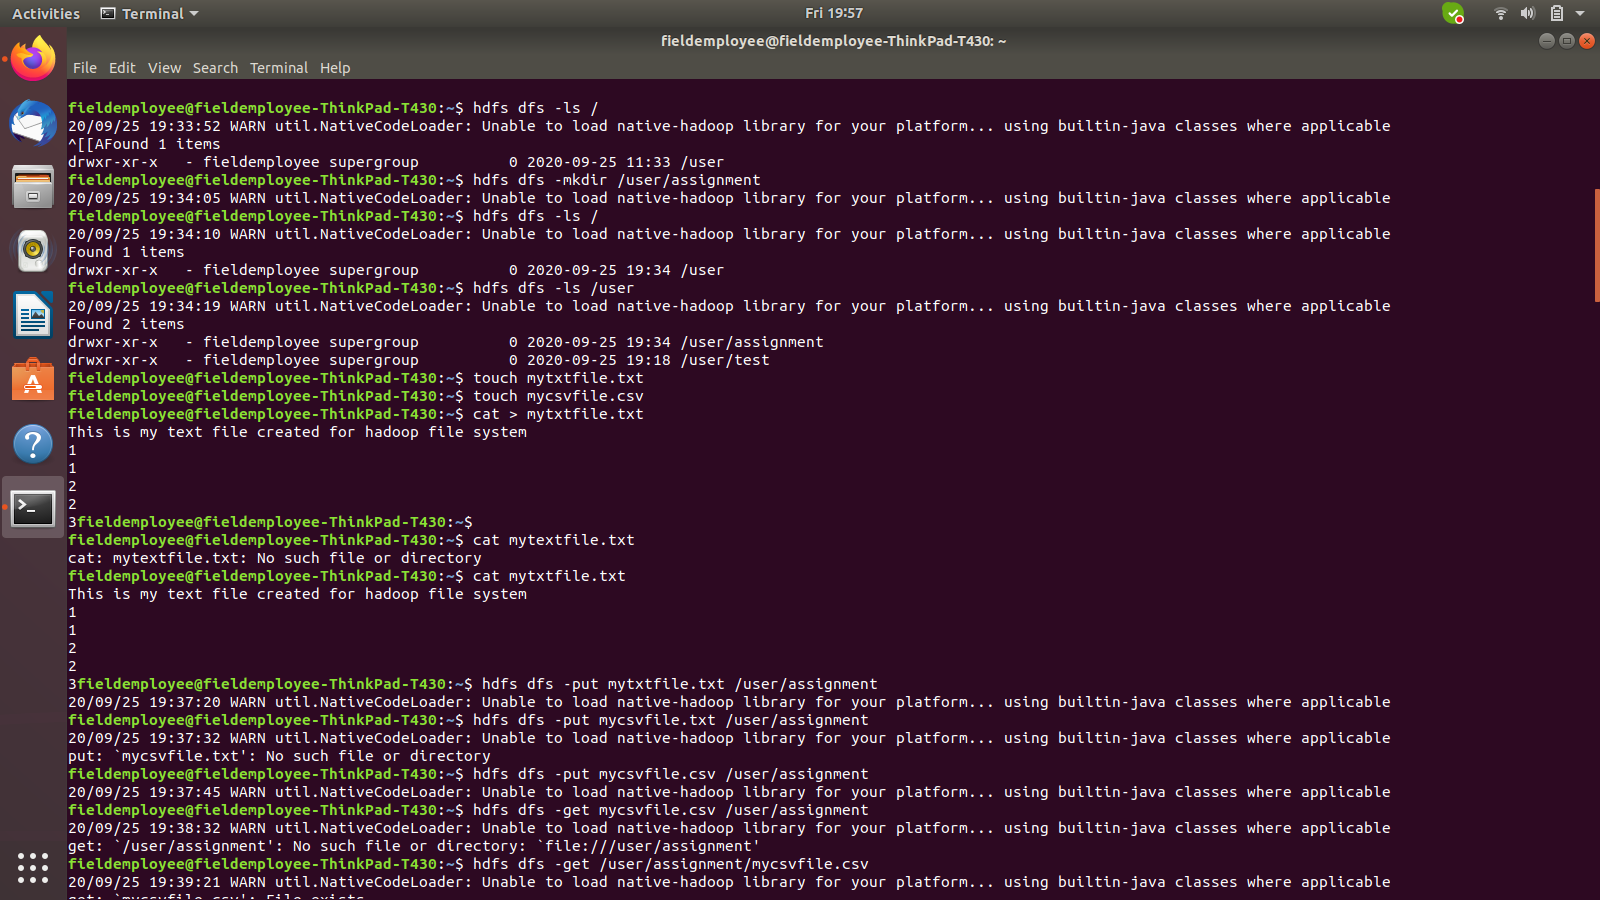 Activities Terminal Fri 19:57
fieldemployee@fieldemployee-ThinkPad-T430: ~
File Edit View Search Terminal Help
fieldemployee@fieldemployee-ThinkPad-T430:~$ hdfs dfs -ls /
20/09/25 19:33:52 WARN util.NativeCodeLoader: Unable to load native-hadoop library for your platform... using builtin-java classes where applicable
^[[AFound 1 items
drwxr-xr-x   - fieldemployee supergroup          0 2020-09-25 11:33 /user
fieldemployee@fieldemployee-ThinkPad-T430:~$ hdfs dfs -mkdir /user/assignment
20/09/25 19:34:05 WARN util.NativeCodeLoader: Unable to load native-hadoop library for your platform... using builtin-java classes where applicable
fieldemployee@fieldemployee-ThinkPad-T430:~$ hdfs dfs -ls /
20/09/25 19:34:10 WARN util.NativeCodeLoader: Unable to load native-hadoop library for your platform... using builtin-java classes where applicable
Found 1 items
drwxr-xr-x   - fieldemployee supergroup          0 2020-09-25 19:34 /user
fieldemployee@fieldemployee-ThinkPad-T430:~$ hdfs dfs -ls /user
20/09/25 19:34:19 WARN util.NativeCodeLoader: Unable to load native-hadoop library for your platform... using builtin-java classes where applicable
Found 2 items
drwxr-xr-x   - fieldemployee supergroup          0 2020-09-25 19:34 /user/assignment
drwxr-xr-x   - fieldemployee supergroup          0 2020-09-25 19:18 /user/test
fieldemployee@fieldemployee-ThinkPad-T430:~$ touch mytxtfile.txt
fieldemployee@fieldemployee-ThinkPad-T430:~$ touch mycsvfile.csv
fieldemployee@fieldemployee-ThinkPad-T430:~$ cat > mytxtfile.txt
This is my text file created for hadoop file system
1
1
2
2
3fieldemployee@fieldemployee-ThinkPad-T430:~$
fieldemployee@fieldemployee-ThinkPad-T430:~$ cat mytextfile.txt
cat: mytextfile.txt: No such file or directory
fieldemployee@fieldemployee-ThinkPad-T430:~$ cat mytxtfile.txt
This is my text file created for hadoop file system
1
1
2
2
3fieldemployee@fieldemployee-ThinkPad-T430:~$ hdfs dfs -put mytxtfile.txt /user/assignment
20/09/25 19:37:20 WARN util.NativeCodeLoader: Unable to load native-hadoop library for your platform... using builtin-java classes where applicable
fieldemployee@fieldemployee-ThinkPad-T430:~$ hdfs dfs -put mycsvfile.txt /user/assignment
20/09/25 19:37:32 WARN util.NativeCodeLoader: Unable to load native-hadoop library for your platform... using builtin-java classes where applicable
put: `mycsvfile.txt': No such file or directory
fieldemployee@fieldemployee-ThinkPad-T430:~$ hdfs dfs -put mycsvfile.csv /user/assignment
20/09/25 19:37:45 WARN util.NativeCodeLoader: Unable to load native-hadoop library for your platform... using builtin-java classes where applicable
fieldemployee@fieldemployee-ThinkPad-T430:~$ hdfs dfs -get mycsvfile.csv /user/assignment
20/09/25 19:38:32 WARN util.NativeCodeLoader: Unable to load native-hadoop library for your platform... using builtin-java classes where applicable
get: `/user/assignment': No such file or directory: `file:///user/assignment'
fieldemployee@fieldemployee-ThinkPad-T430:~$ hdfs dfs -get /user/assignment/mycsvfile.csv
20/09/25 19:39:21 WARN util.NativeCodeLoader: Unable to load native-hadoop library for your platform... using builtin-java classes where applicable
get: `mycsvfile.csv': File exists